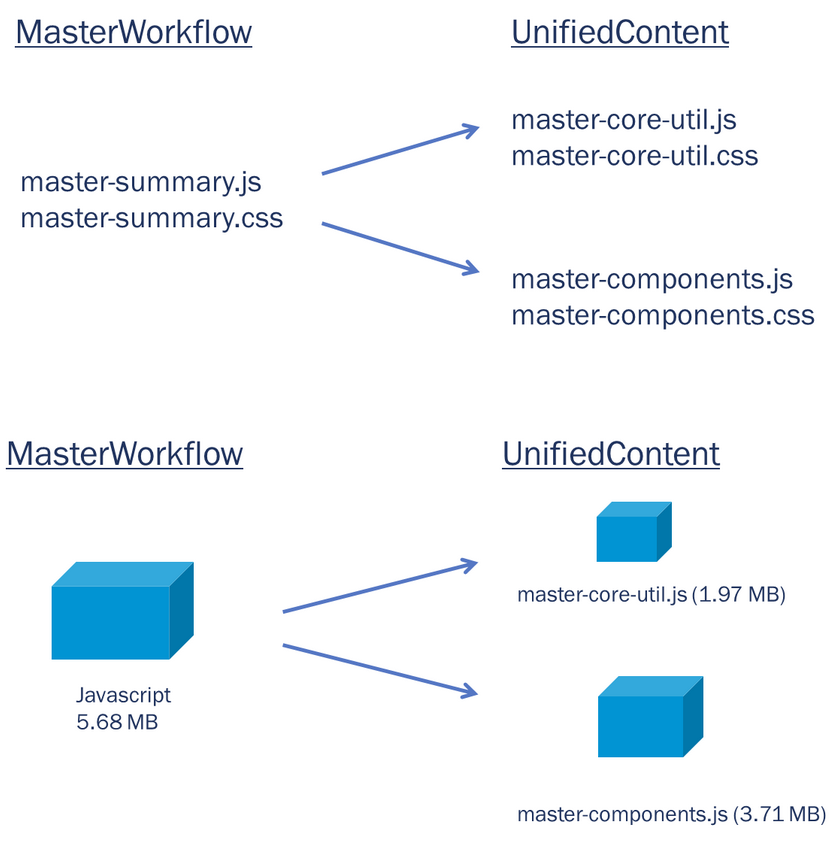 MasterWorkflow
UnifiedContent
master-summary.js
master-summary.css
master-core-util.js
master-core-util.css
master-components.js
master-components.css
MasterWorkflow
UnifiedContent
Javascript
5.68 MB
master-core-util.js (1.97 MB)
master-components.js (3.71 MB)